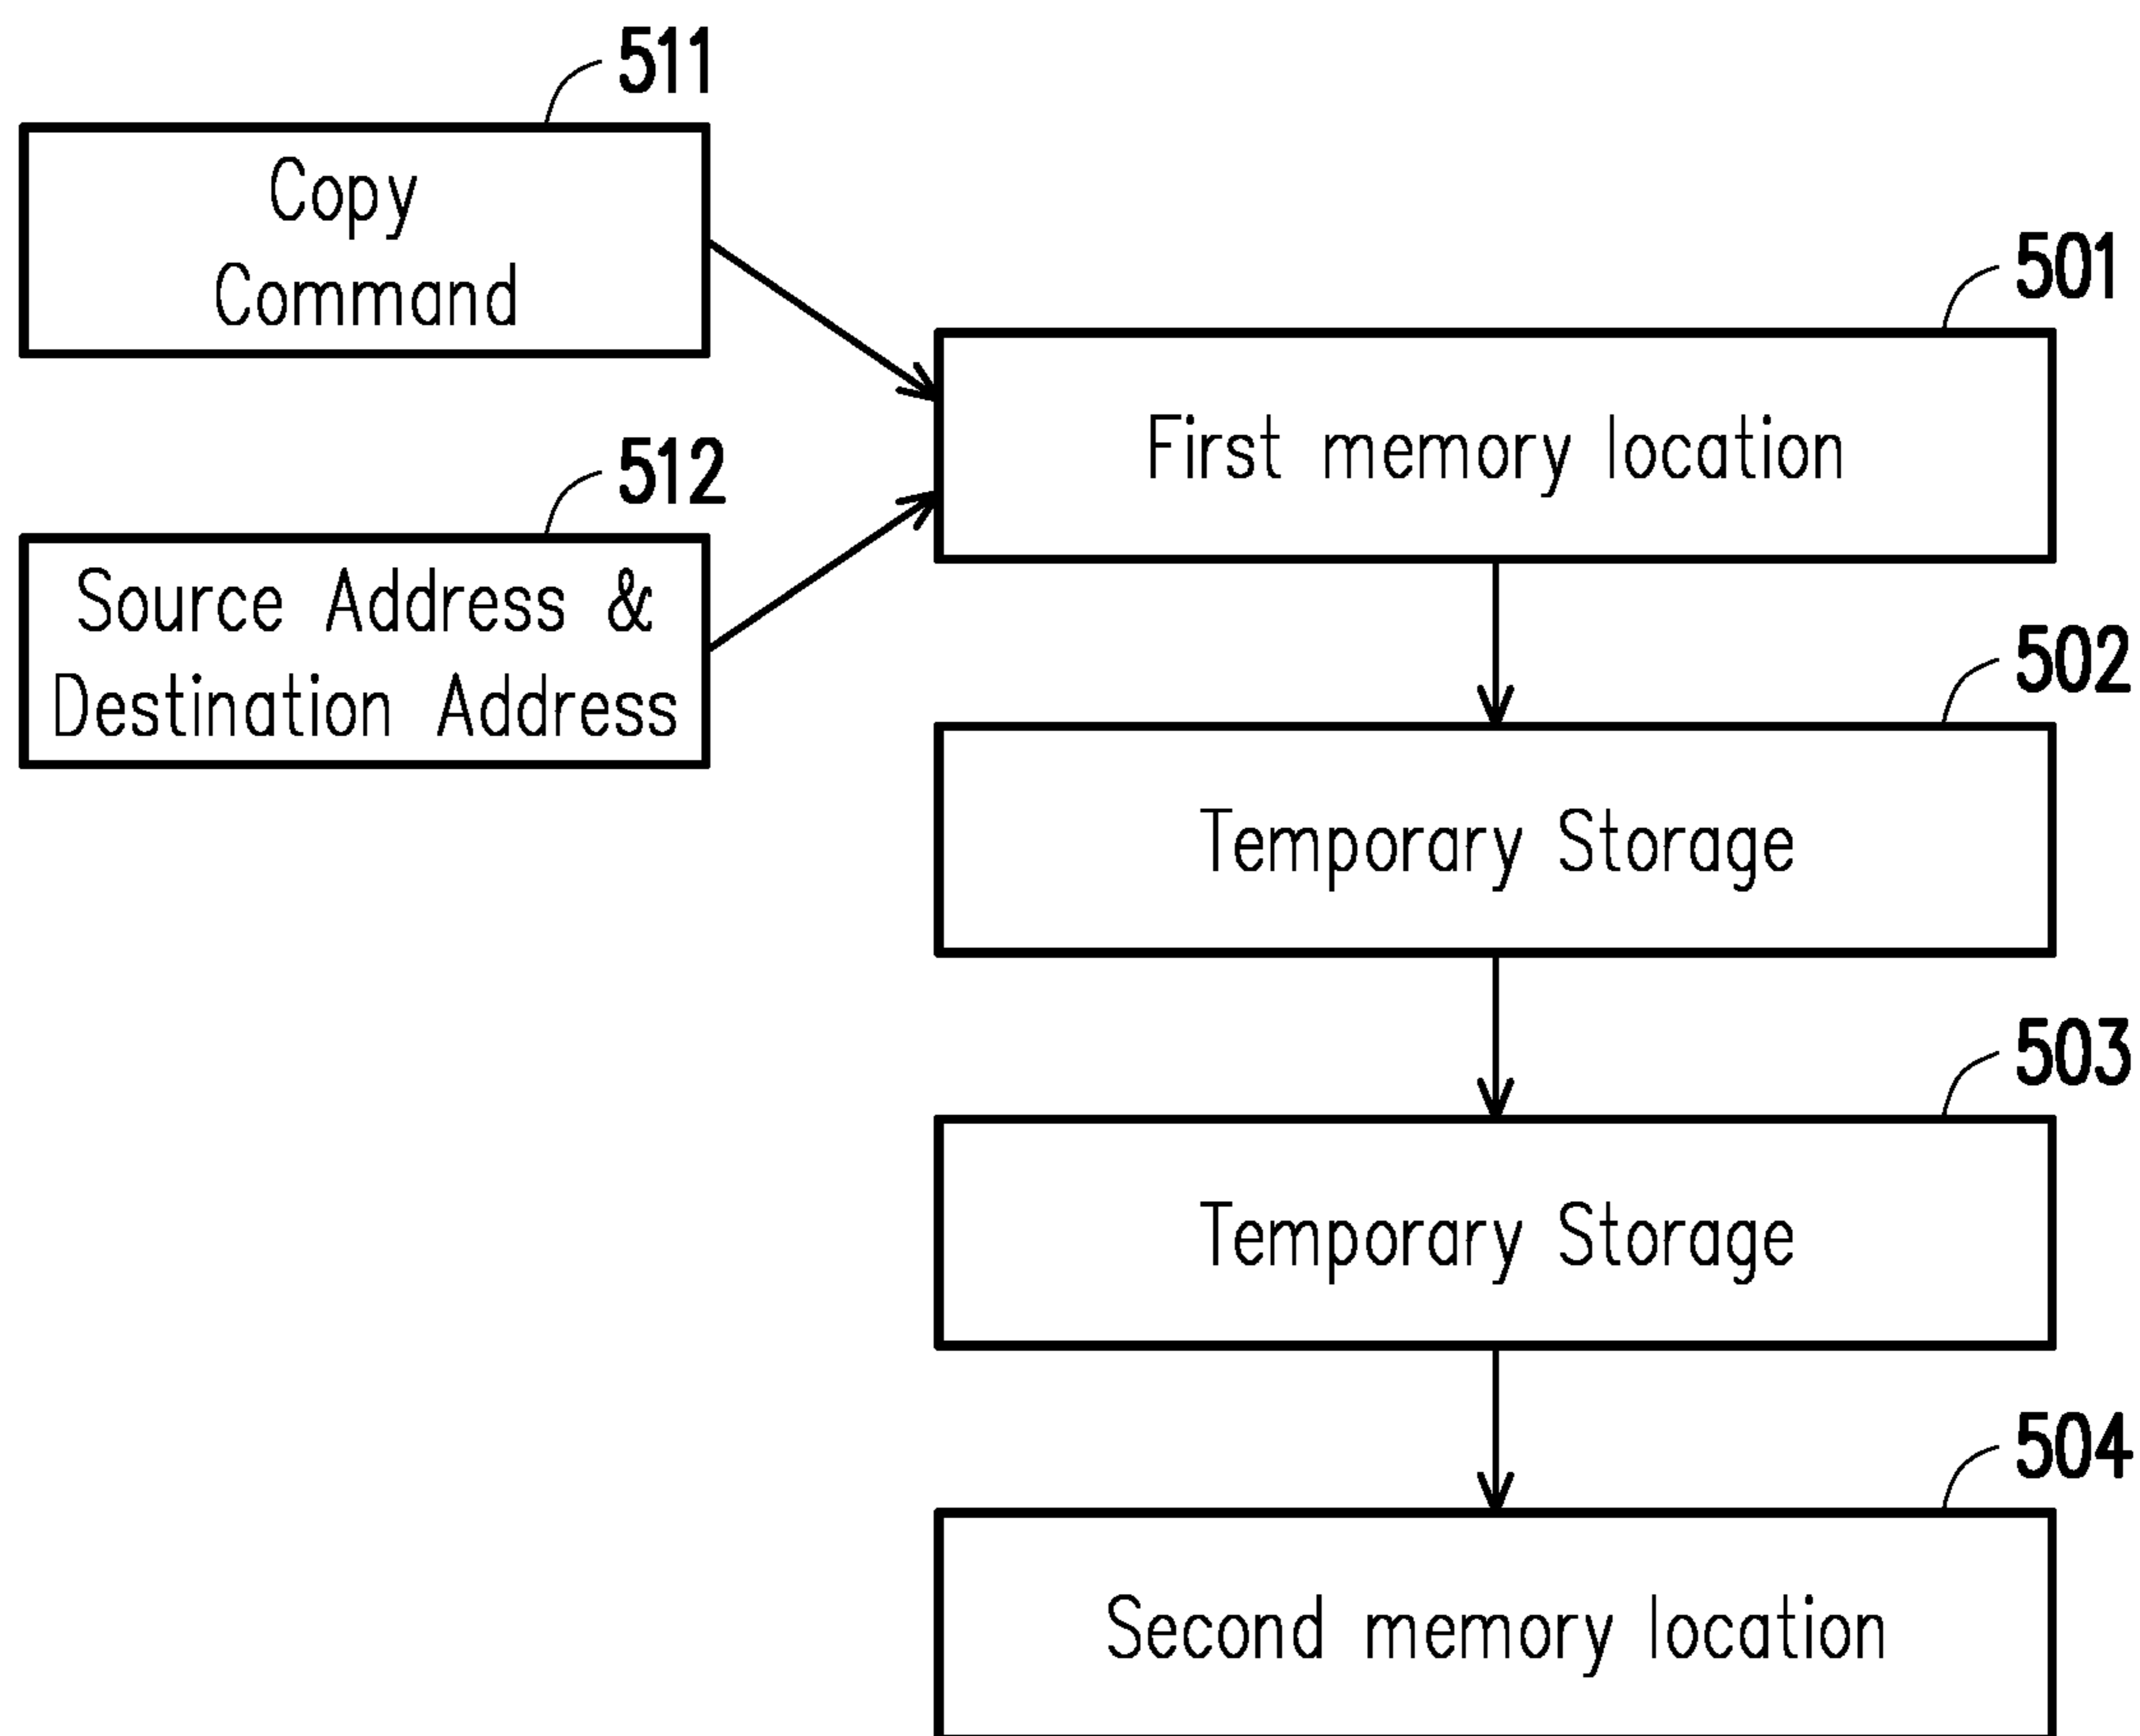 511
Copy
Command
501
First memory location
512
Source Address &
Destination Address
502
Temporary Storage
503
Temporary Storage
504
Second memory location